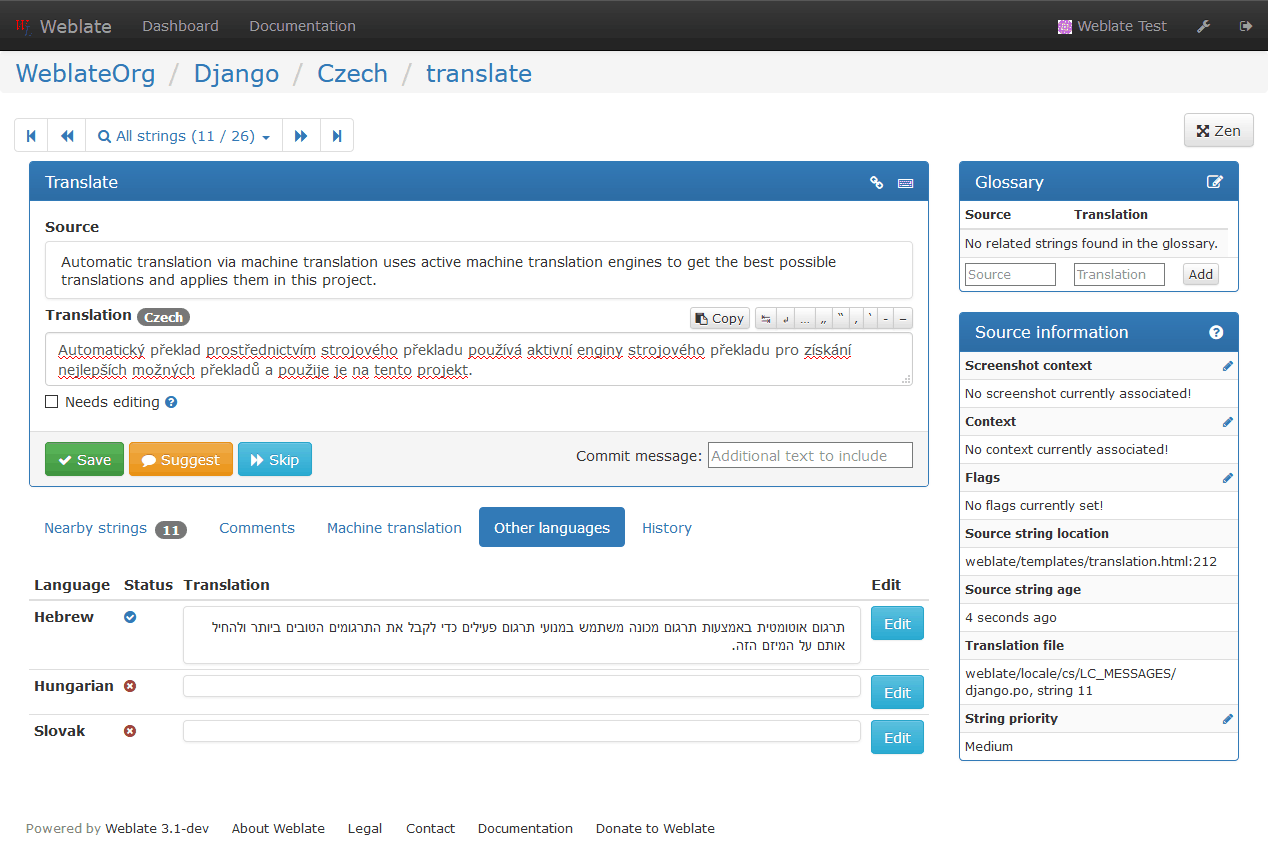 Weblate Dashboard Documentation Weblate Test
WeblateOrg / Django / Czech / translate
All strings (11 / 26)
Zen
Translate
Source
Automatic translation via machine translation uses active machine translation engines to get the best possible
translations and applies them in this project.
Translation Czech
Copy ↹ ↲ … „ “ ‚ ‘ - –
Automatický překlad prostřednictvím strojového překladu používá aktivní enginy strojového překladu pro získání
nejlepších možných překladů a použije je na tento projekt.
Needs editing
Save Suggest Skip Commit message: Additional text to include
Nearby strings 11 Comments Machine translation Other languages History
Language Status Translation Edit
Hebrew
תרגום אוטומטית באמצעות תרגום מכונה משתמש במנועי תרגום פעילים כדי לקבל את התרגומים הטובים ביותר ולהחיל
אותם על המיזם הזה.
Edit
Hungarian Edit
Slovak Edit
Glossary
Source Translation
No related strings found in the glossary.
Source Translation Add
Source information
Screenshot context
No screenshot currently associated!
Context
No context currently associated!
Flags
No flags currently set!
Source string location
weblate/templates/translation.html:212
Source string age
4 seconds ago
Translation file
weblate/locale/cs/LC_MESSAGES/
django.po, string 11
String priority
Medium
Powered by Weblate 3.1-dev About Weblate Legal Contact Documentation Donate to Weblate